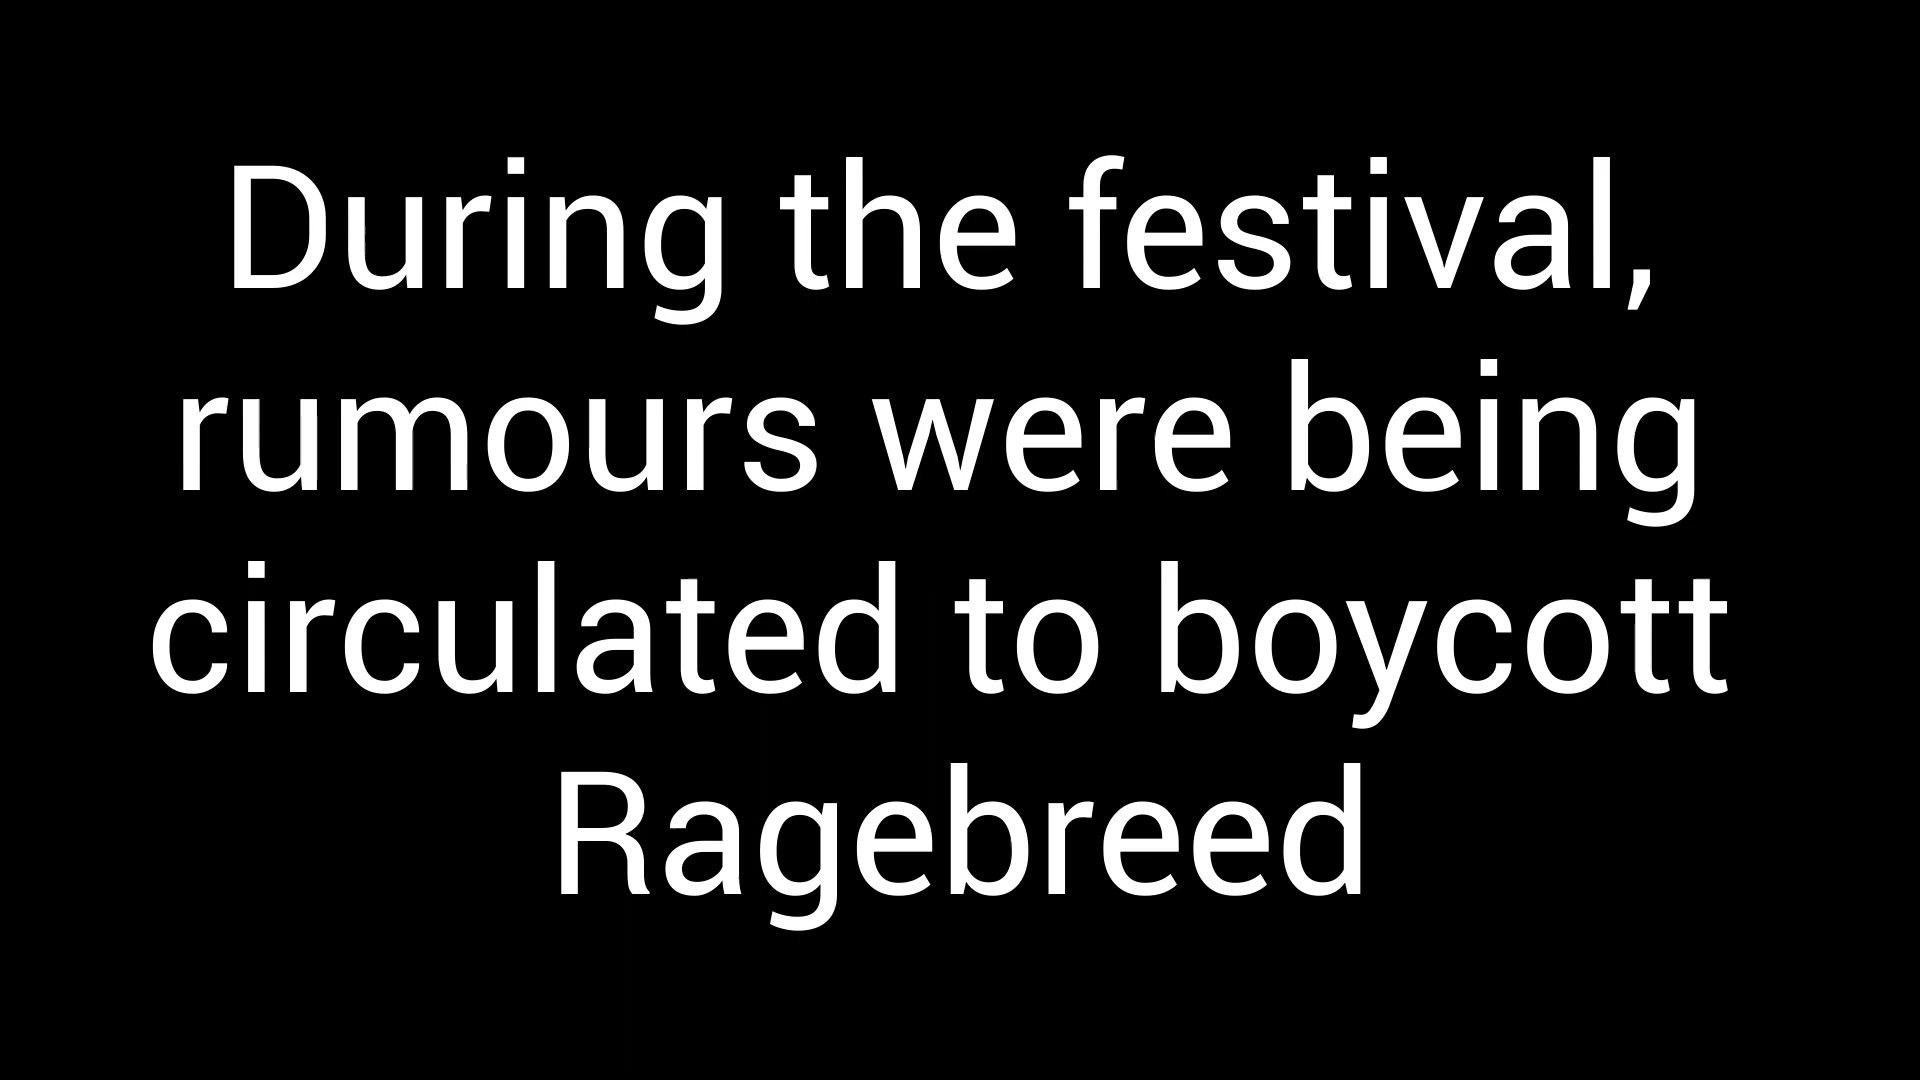 During the festival,
rumours were being
circulated to boycott
Ragebreed